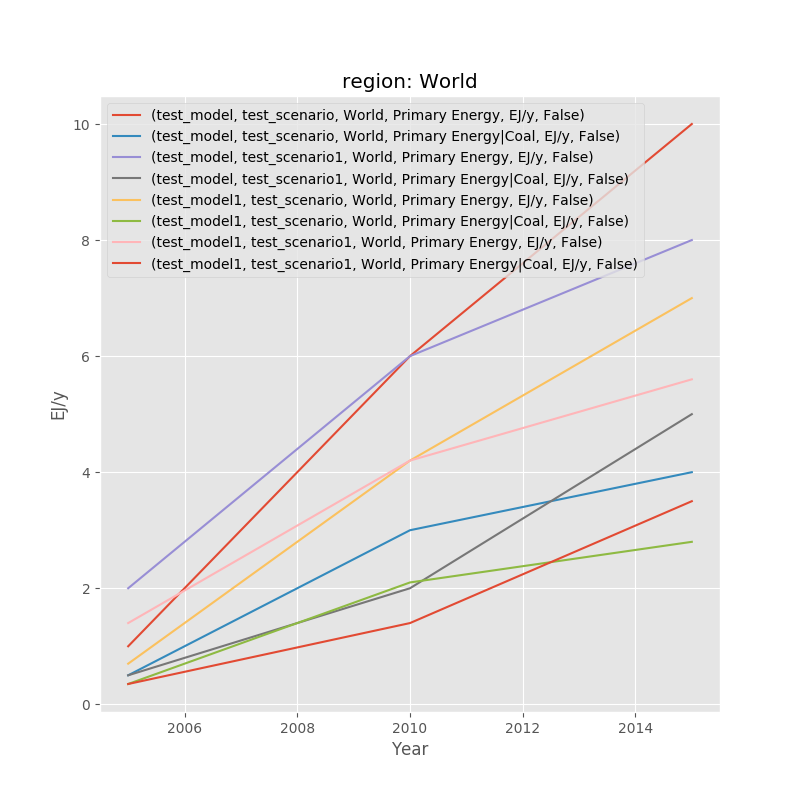 region: World
(test_model, test_scenario, World, Primary Energy, EJ/y, False)
(test_model, test_scenario, World, Primary Energy|Coal, EJ/y, False)
(test_model, test_scenario1, World, Primary Energy, EJ/y, False)
(test_model, test_scenario1, World, Primary Energy|Coal, EJ/y, False)
(test_model1, test_scenario, World, Primary Energy, EJ/y, False)
(test_model1, test_scenario, World, Primary Energy|Coal, EJ/y, False)
(test_model1, test_scenario1, World, Primary Energy, EJ/y, False)
(test_model1, test_scenario1, World, Primary Energy|Coal, EJ/y, False)
10
8
6
4
2
0
EJ/y
2006 2008 2010 2012 2014
Year